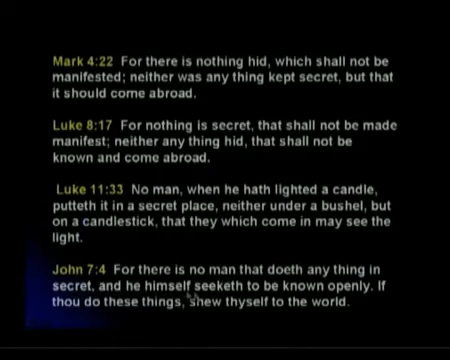 Mark 4:22 For there is nothing hid, which shall not be
manifested; neither was any thing kept secret, but that
it should come abroad.
Luke 8:17 For nothing is secret, that shall not be made
manifest; neither any thing hid, that shall not be
known and come abroad.
Luke 11:33 No man, when he hath lighted a candle,
putteth it in a secret place, neither under a bushel, but
on a candlestick, that they which come in may see the
light.
John 7:4 For there is no man that doeth any thing in
secret, and he himself seeketh to be known openly. If
thou do these things, shew thyself to the world.